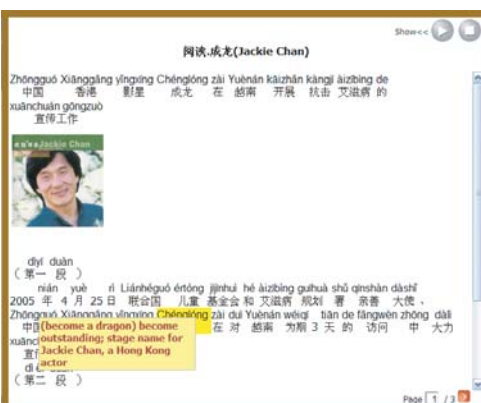 Show<<
阅读.成龙(Jackie Chan)
Zhōngguó Xiānggǎng yǐngxīng Chénglóng zài Yuènán kāizhǎn kàngjī àizībìng de
中国 香港 影星 成龙 在 越南 开展 抗击 艾滋病 的
xuānchuán gōngzuò
宣传工作
Jackie Chan
dìyī duàn
( 第一 段 )
nián yuè rì Liánhéguó értóng jījīnhuì hé àizībìng guīhuà shǔ qīnshàn dàshǐ
2005 年 4 月 25 日 联合国 儿童 基金会 和 艾滋病 规划 署 亲善 大使 、
Zhōngguó Xiānggǎng yǐngxīng Chénglóng zài duì Yuènán wéiqī tiān de fǎngwèn zhōng dàlì
中国 在 对 越南 为期 3 天 的 访问 中 大力
(become a dragon) become
outstanding; stage name for
Jackie Chan, a Hong Kong
actor
xuānc
宣
( 第二 段 )
Page 1 / 3